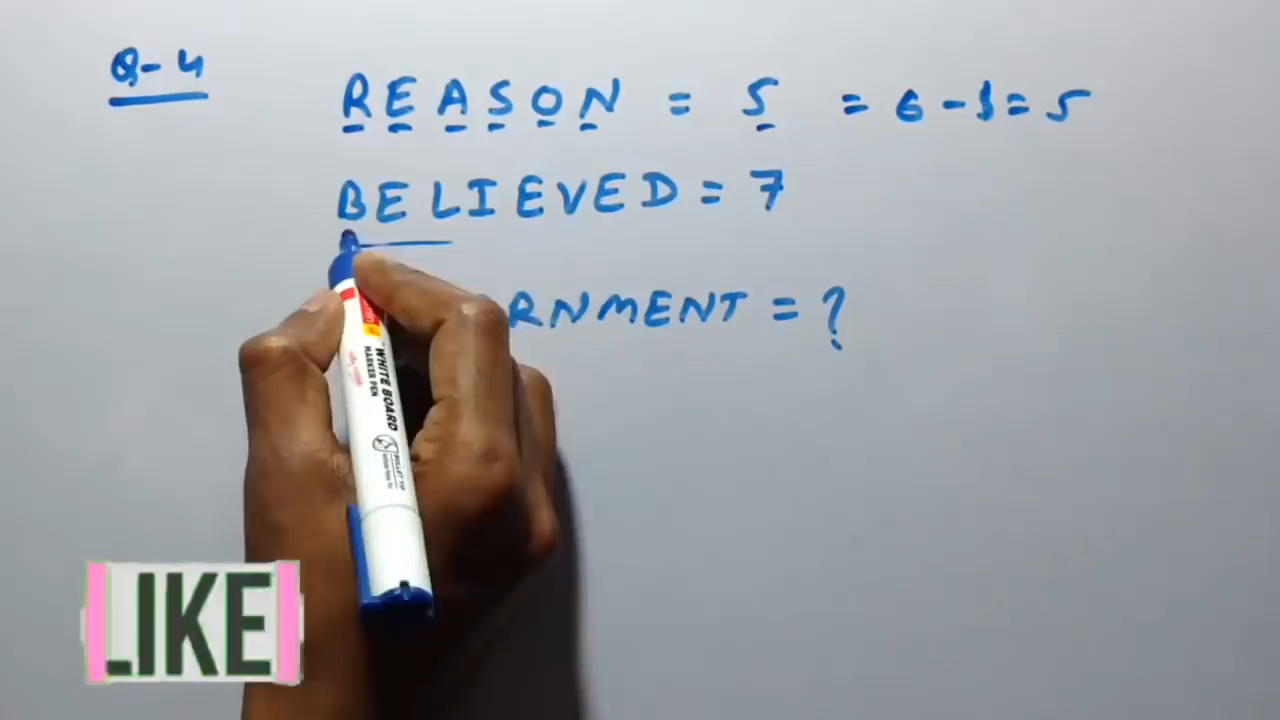 Q-4
REASON = 5 = 6-1=5
BELIEVED = 7
RNMENT = ?
WHITE BOARD
MARKER PEN
LIKE